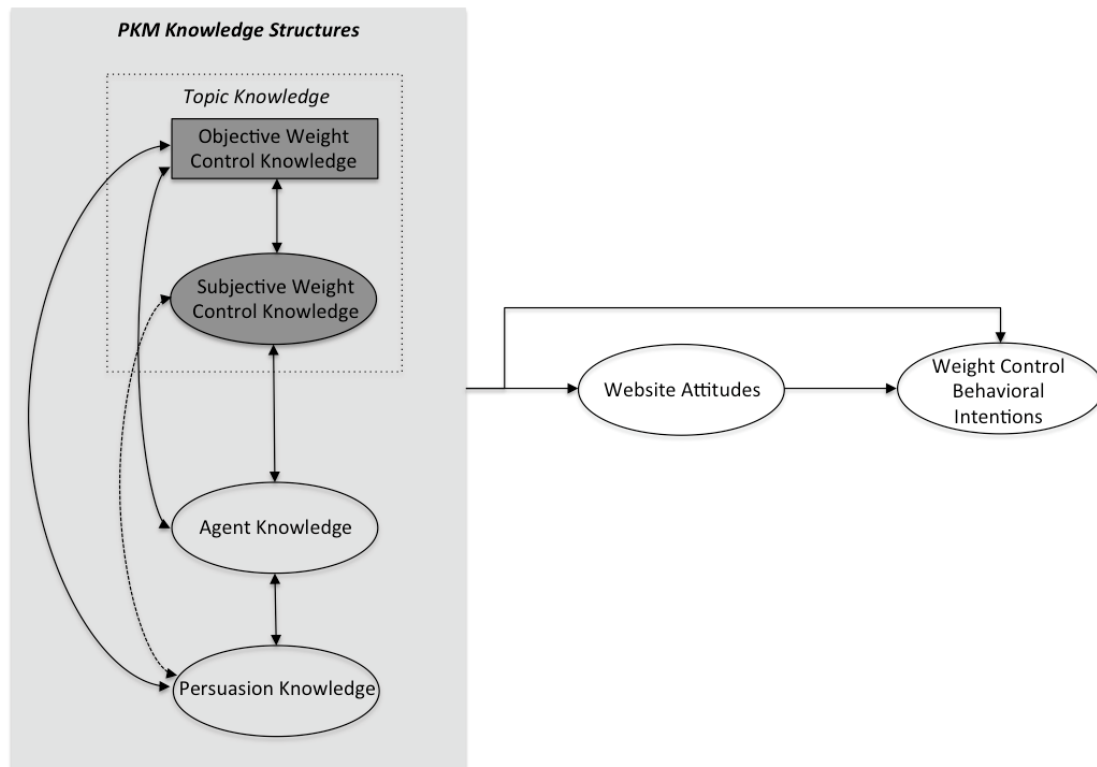 PKM Knowledge Structures
Topic Knowledge
Objective Weight
Control Knowledge
Subjective Weight
Control Knowledge
Agent Knowledge
Persuasion Knowledge
Website Attitudes
Weight Control
Behavioral
Intentions